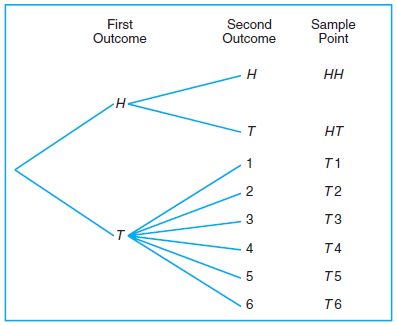 First Second Sample
Outcome Outcome Point
H HH
H
T HT
1 T1
2 T2
3 T3
T
4 T4
5 T5
6 T6